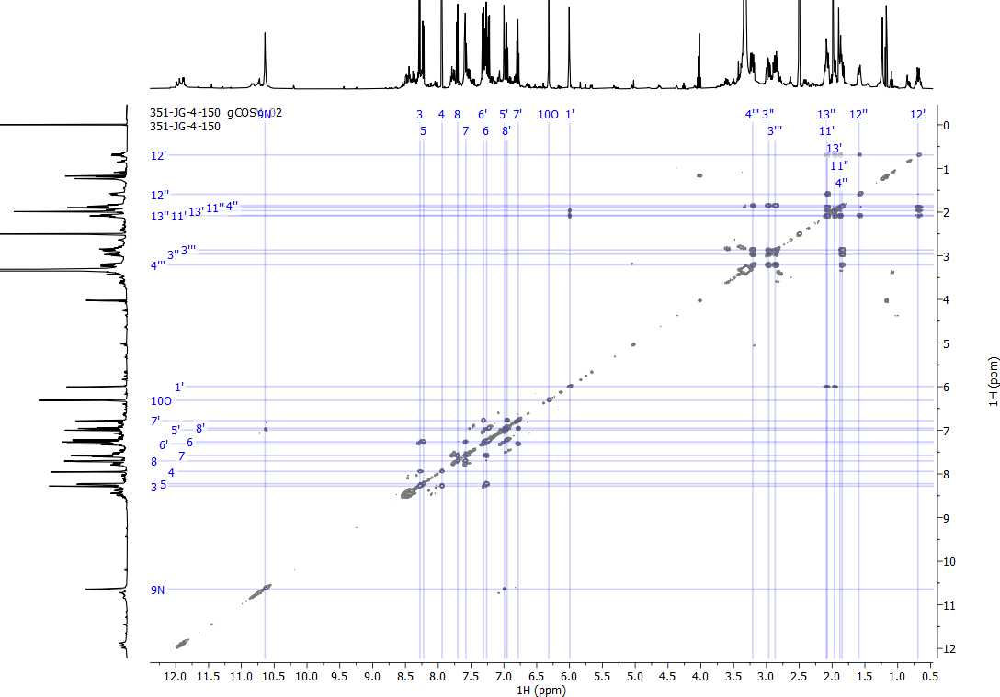 351-JG-4-150_gCOSY_02
351-JG-4-150
9N 3 4 8 6' 5' 7' 10O 1' 4''' 3'' 13'' 12'' 12'
5 7 6 8' 3''' 11'
13'
11''
4''
12'
12''
13'' 11' 13' 11'' 4''
3'' 3'''
4'''
1'
10O
7'
5' 8'
6' 6
7
8
4
3 5
9N
0
1
2
3
4
5
6
7
8
9
10
11
12
1H (ppm)
12.0 11.5 11.0 10.5 10.0 9.5 9.0 8.5 8.0 7.5 7.0 6.5 6.0 5.5 5.0 4.5 4.0 3.5 3.0 2.5 2.0 1.5 1.0 0.5
1H (ppm)